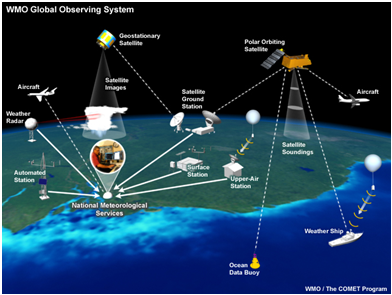 WMO Global Observing System
Geostationary
Satellite
Polar Orbiting
Satellite
Aircraft
Satellite
Images
Satellite
Ground
Station
Aircraft
Weather
Radar
Satellite
Soundings
Automated
Station
Surface
Station
Upper-Air
Station
National Meteorological
Services
Weather Ship
Ocean
Data Buoy
WMO / The COMET Program